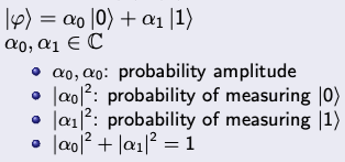 |φ⟩ = α₀ |0⟩ + α₁ |1⟩
α₀, α₁ ∈ ℂ
• α₀, α₀: probability amplitude
• |α₀|²: probability of measuring |0⟩
• |α₁|²: probability of measuring |1⟩
• |α₀|² + |α₁|² = 1